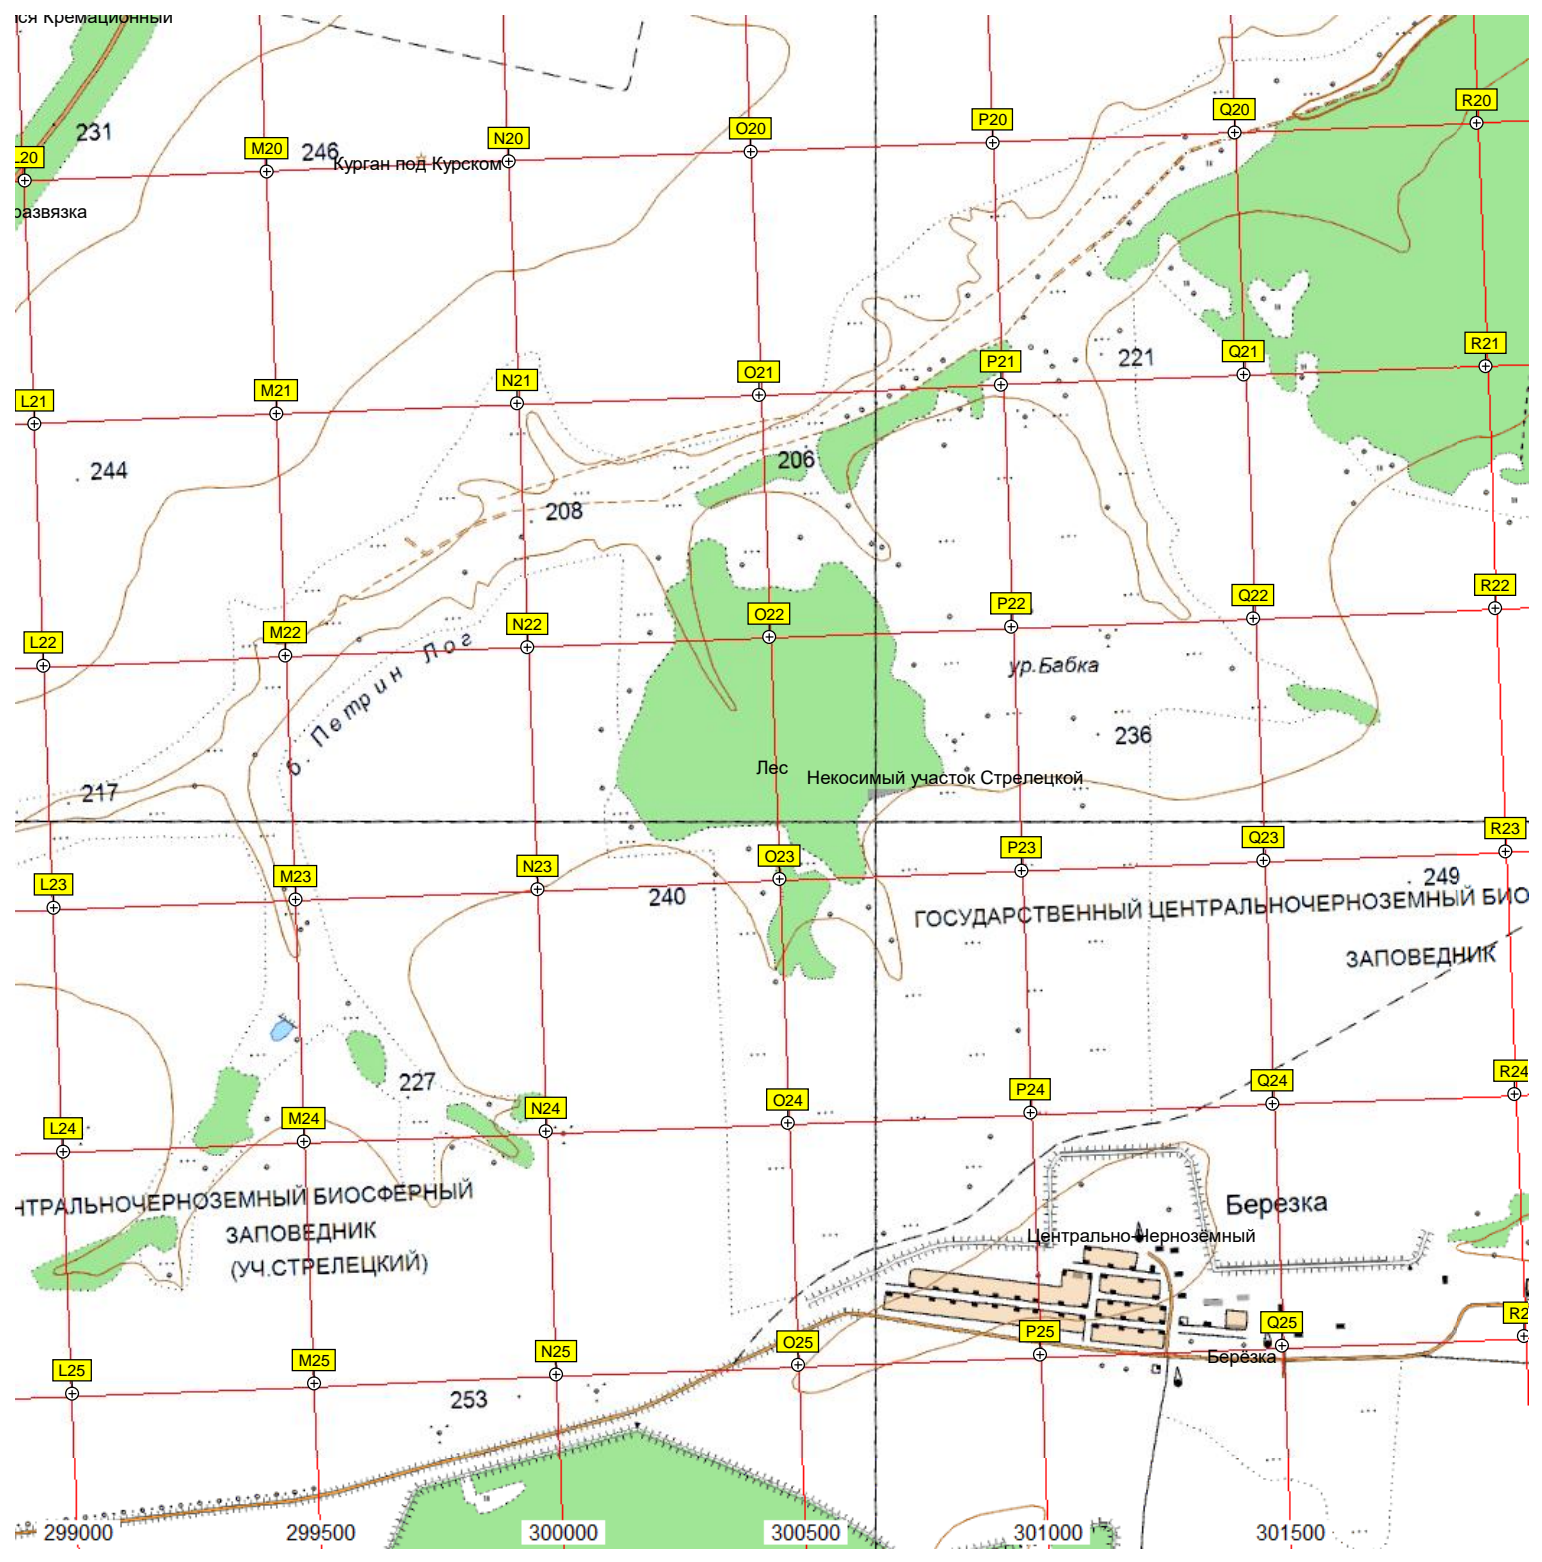 ся Кремационный
231
L20
M20
246
Курган под Курском
N20
O20
P20
Q20
R20
развязка
L21
M21
N21
O21
P21
221
Q21
R21
244
206
208
L22
M22
N22
O22
P22
Q22
R22
б. Петрин Лог
ур.Бабка
236
Лес
Некосимый участок Стрелецкой
217
L23
M23
N23
O23
P23
Q23
R23
240
249
ГОСУДАРСТВЕННЫЙ ЦЕНТРАЛЬНОЧЕРНОЗЕМНЫЙ БИО
ЗАПОВЕДНИК
227
L24
M24
N24
O24
P24
Q24
R24
НТРАЛЬНОЧЕРНОЗЕМНЫЙ БИОСФЕРНЫЙ
ЗАПОВЕДНИК
(УЧ.СТРЕЛЕЦКИЙ)
Березка
Центрально-Чернозёмный
L25
M25
N25
O25
P25
Q25
R2
Берёзка
253
299000
299500
300000
300500
301000
301500